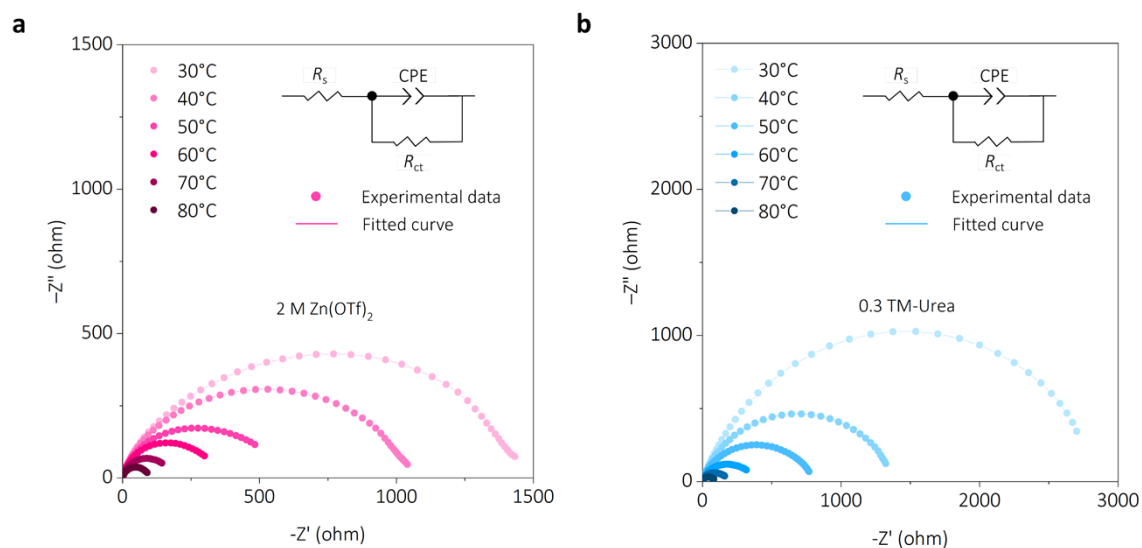 a
1500
1000
500
0
0
500
1000
1500
–Z'' (ohm)
-Z' (ohm)
30°C
40°C
50°C
60°C
70°C
80°C
Rs
CPE
Rct
Experimental data
Fitted curve
2 M Zn(OTf)2
b
3000
2000
1000
0
0
1000
2000
3000
–Z'' (ohm)
-Z' (ohm)
30°C
40°C
50°C
60°C
70°C
80°C
Rs
CPE
Rct
Experimental data
Fitted curve
0.3 TM-Urea